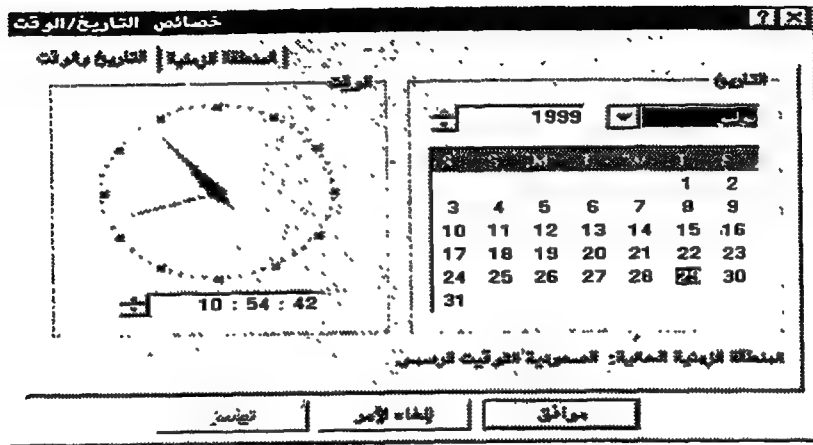 خصائص التاريخ/الوقت
التاريخ والوقت المنطقة الزمنية
التاريخ
الوقت
1999
S M T T S
1 2
3 4 5 6 7 8 9
10 11 12 13 14 15 16
17 18 19 20 21 22 23
24 25 26 27 28 29 30
31
10 : 54 : 42
المنطقة الزمنية الحالية: السعودية التوقيت الرسمي
موافق إلغاء الأمر تطبيق